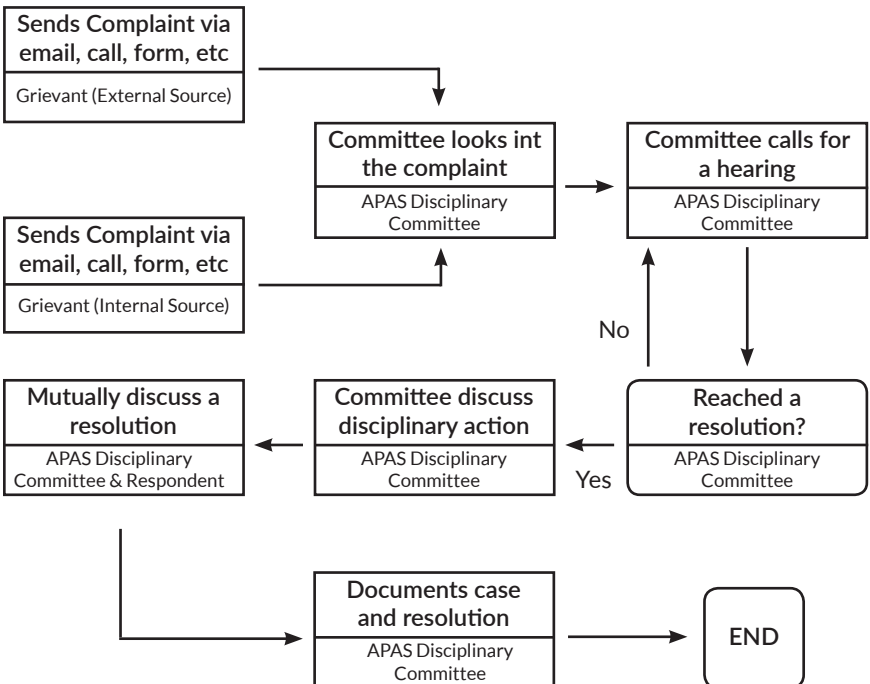 Sends Complaint via
email, call, form, etc
Grievant (External Source)
Committee looks int
the complaint
APAS Disciplinary
Committee
Committee calls for
a hearing
APAS Disciplinary
Committee
Sends Complaint via
email, call, form, etc
Grievant (Internal Source)
No
Reached a
resolution?
APAS Disciplinary
Committee
Yes
Committee discuss
disciplinary action
APAS Disciplinary
Committee
Mutually discuss a
resolution
APAS Disciplinary
Committee & Respondent
Documents case
and resolution
APAS Disciplinary
Committee
END